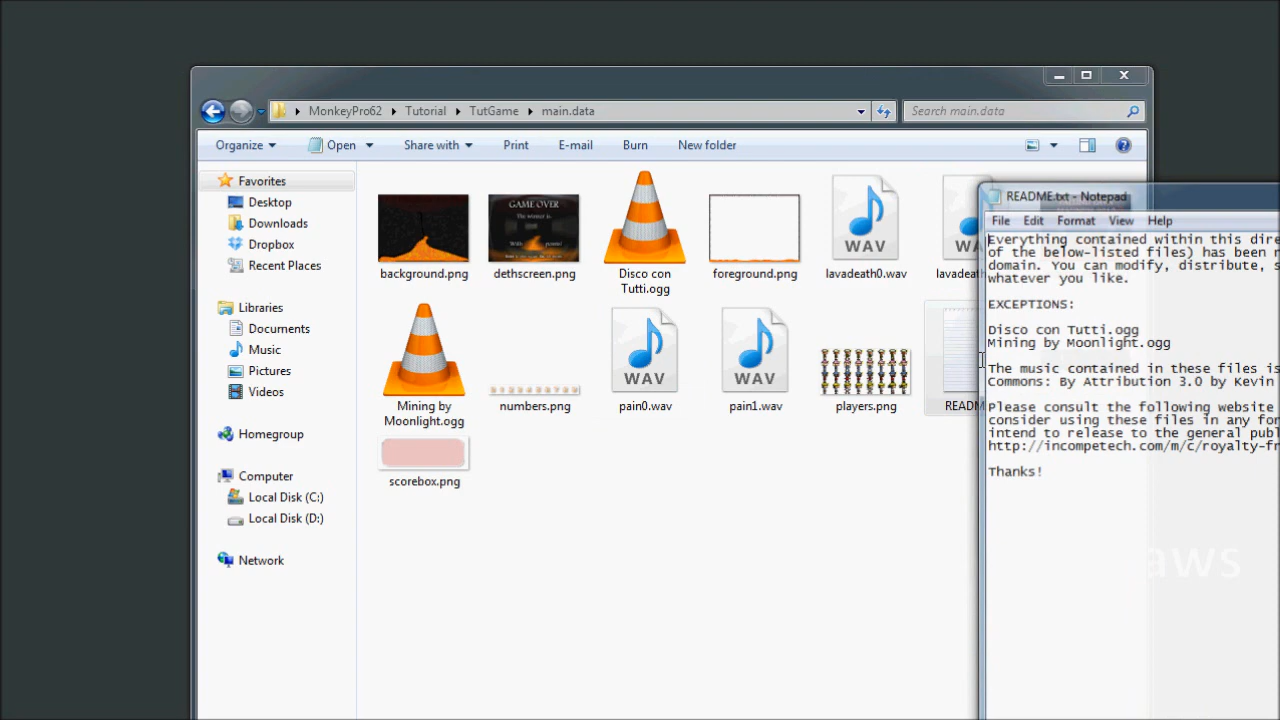 MonkeyPro62 Tutorial TutGame main.data
Search main.data
Organize Open Share with Print E-mail Burn New folder
Favorites
Desktop
Downloads
Dropbox
Recent Places
Libraries
Documents
Music
Pictures
Videos
Homegroup
Computer
Local Disk (C:)
Local Disk (D:)
Network
GAME OVER
The winner is
With
WAV
background.png
dethscreen.png
Disco con
Tutti.ogg
foreground.png
lavadeath0.wav
lavadeat
Mining by
Moonlight.ogg
numbers.png
WAV
pain0.wav
WAV
pain1.wav
players.png
READM
scorebox.png
README.txt - Notepad
File Edit Format View Help
Everything contained within this dire
of the below-listed files) has been
domain. You can modify, distribute,
whatever you like.
EXCEPTIONS:
Disco con Tutti.ogg
Mining by Moonlight.ogg
The music contained in these files is
Commons: By Attribution 3.0 by Kevin
Please consult the following website
consider using these files in any for
intend to release to the general publ
http://incompetech.com/m/c/royalty-fr
Thanks!
aws